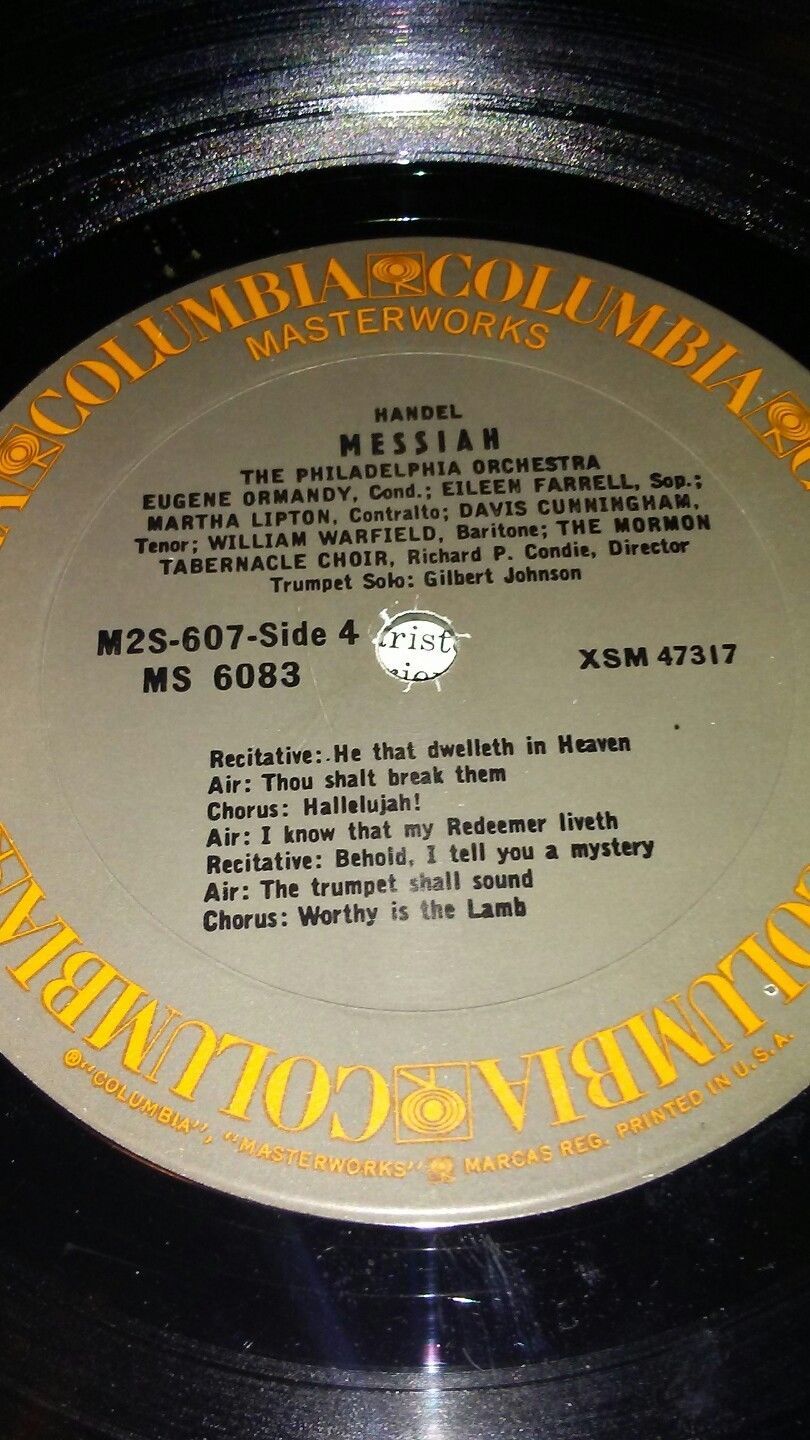 COLUMBIA COLUMBIA
MASTERWORKS
HANDEL
MESSIAH
THE PHILADELPHIA ORCHESTRA
EUGENE ORMANDY, Cond.; EILEEN FARRELL, Sop.;
MARTHA LIPTON, Contralto; DAVIS CUNNINGHAM,
Tenor; WILLIAM WARFIELD, Baritone; THE MORMON
TABERNACLE CHOIR, Richard P. Condie, Director
Trumpet Solo: Gilbert Johnson
M2S-607-Side 4
MS 6083
XSM 47317
Recitative: He that dwelleth in Heaven
Air: Thou shalt break them
Chorus: Hallelujah!
Air: I know that my Redeemer liveth
Recitative: Behold, I tell you a mystery
Air: The trumpet shall sound
Chorus: Worthy is the Lamb
COLUMBIA COLUMBIA
®"COLUMBIA", "MASTERWORKS" MARCAS REG. PRINTED IN U.S.A.